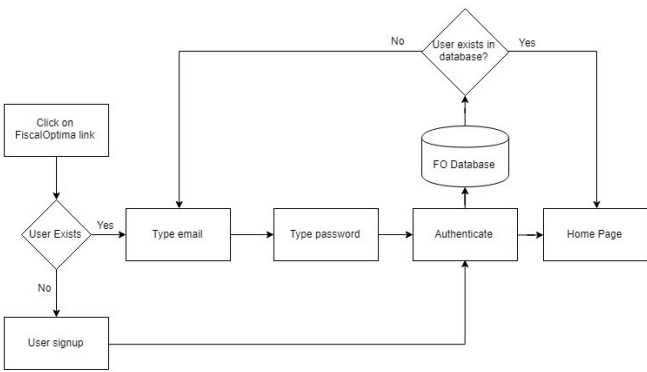 No
User exists in
database?
Yes
Click on
FiscalOptima link
FO Database
User Exists
Yes
Type email
Type password
Authenticate
Home Page
No
User signup